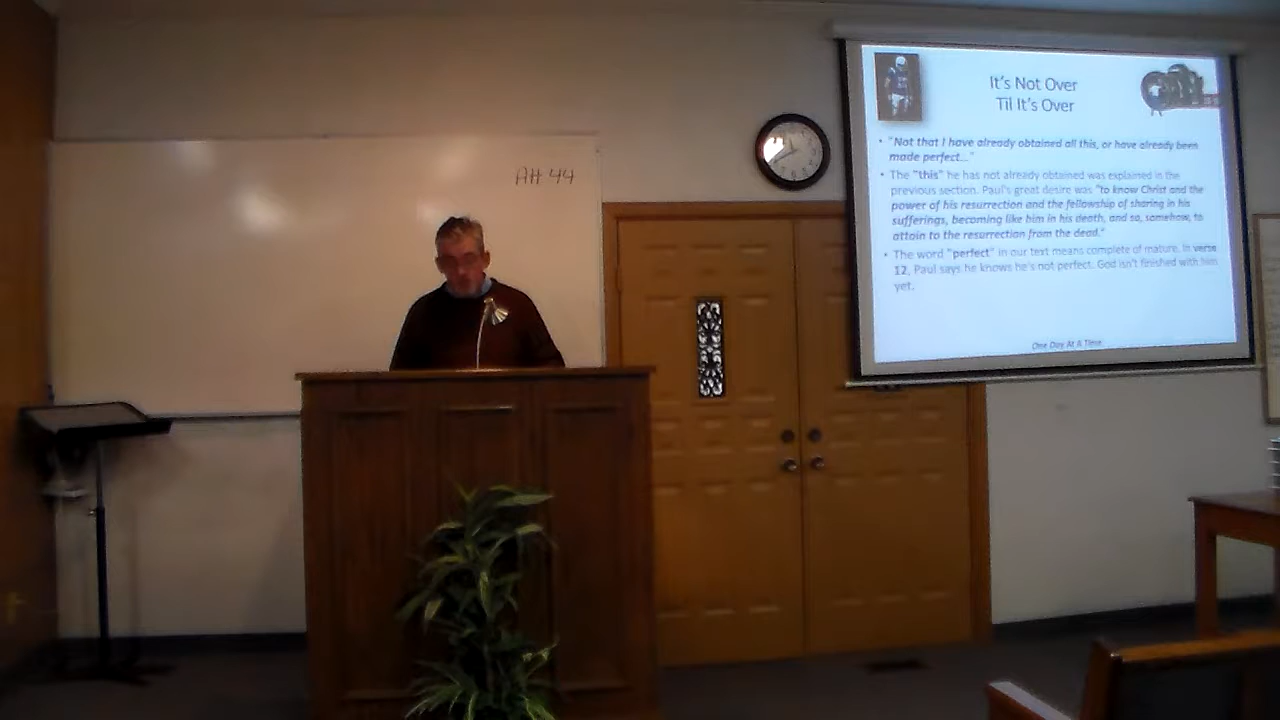 AH 44
It's Not Over
Til It's Over
• "Not that I have already obtained all this, or have already been
made perfect..."
• The "this" he has not already obtained was explained in the
previous section. Paul's great desire was "to know Christ and the
power of his resurrection and the fellowship of sharing in his
sufferings, becoming like him in his death, and so, somehow, to
attain to the resurrection from the dead."
• The word "perfect" in our text means complete of mature. In verse
12, Paul says he knows he's not perfect. God isn't finished with him
yet.
One Day At A Time